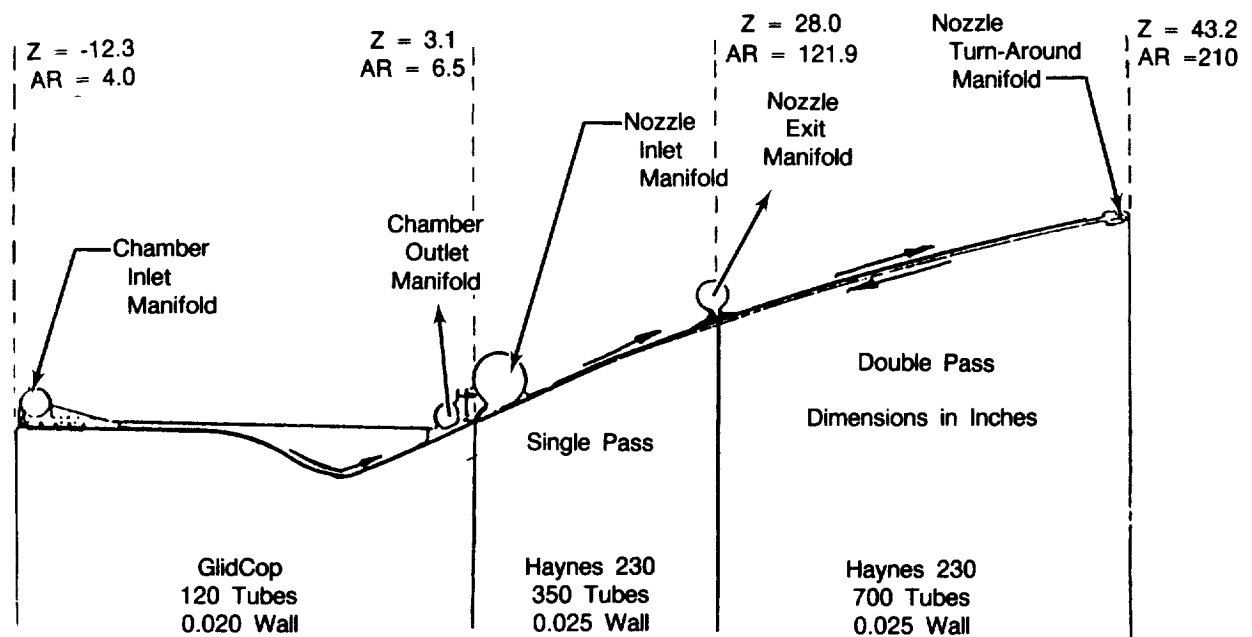 Z = -12.3
AR = 4.0
Z = 3.1
AR = 6.5
Z = 28.0
AR = 121.9
Z = 43.2
AR =210
Nozzle
Turn-Around
Manifold
Nozzle
Exit
Manifold
Nozzle
Inlet
Manifold
Chamber
Outlet
Manifold
Chamber
Inlet
Manifold
Single Pass
Double Pass
Dimensions in Inches
GlidCop
120 Tubes
0.020 Wall
Haynes 230
350 Tubes
0.025 Wall
Haynes 230
700 Tubes
0.025 Wall